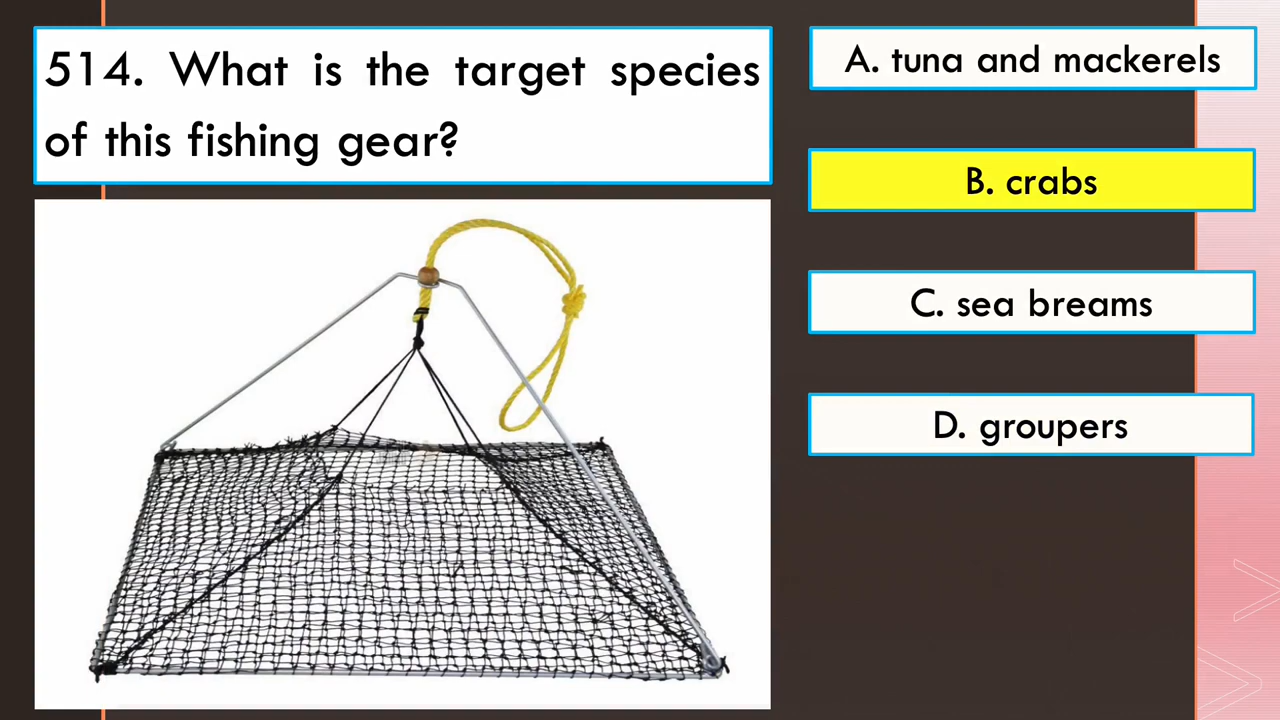 514. What is the target species
of this fishing gear?
A. tuna and mackerels
B. crabs
C. sea breams
D. groupers